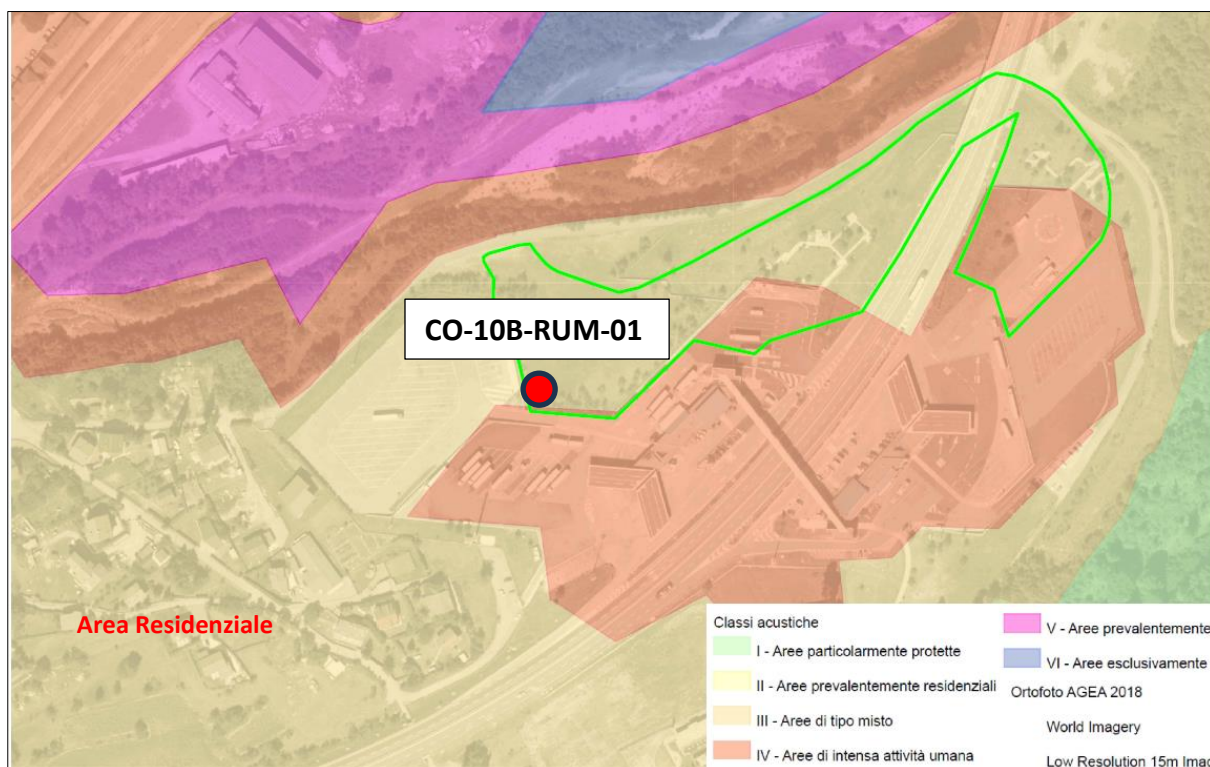 CO-10B-RUM-01
Area Residenziale
Classi acustiche
I - Aree particolarmente protette
II - Aree prevalentemente residenziali
III - Aree di tipo misto
IV - Aree di intensa attività umana
V - Aree prevalentemente
VI - Aree esclusivamente
Ortofoto AGEA 2018
World Imagery
Low Resolution 15m Imag